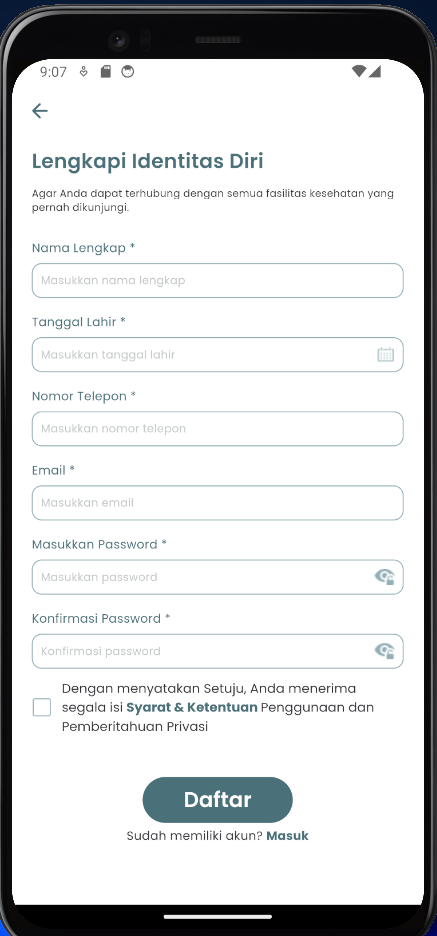 9:07
Lengkapi Identitas Diri
Agar Anda dapat terhubung dengan semua fasilitas kesehatan yang
pernah dikunjungi.
Nama Lengkap *
Masukkan nama lengkap
Tanggal Lahir *
Masukkan tanggal lahir
Nomor Telepon *
Masukkan nomor telepon
Email *
Masukkan email
Masukkan Password *
Masukkan password
Konfirmasi Password *
Konfirmasi password
Dengan menyatakan Setuju, Anda menerima
segala isi Syarat & Ketentuan Penggunaan dan
Pemberitahuan Privasi
Daftar
Sudah memiliki akun? Masuk